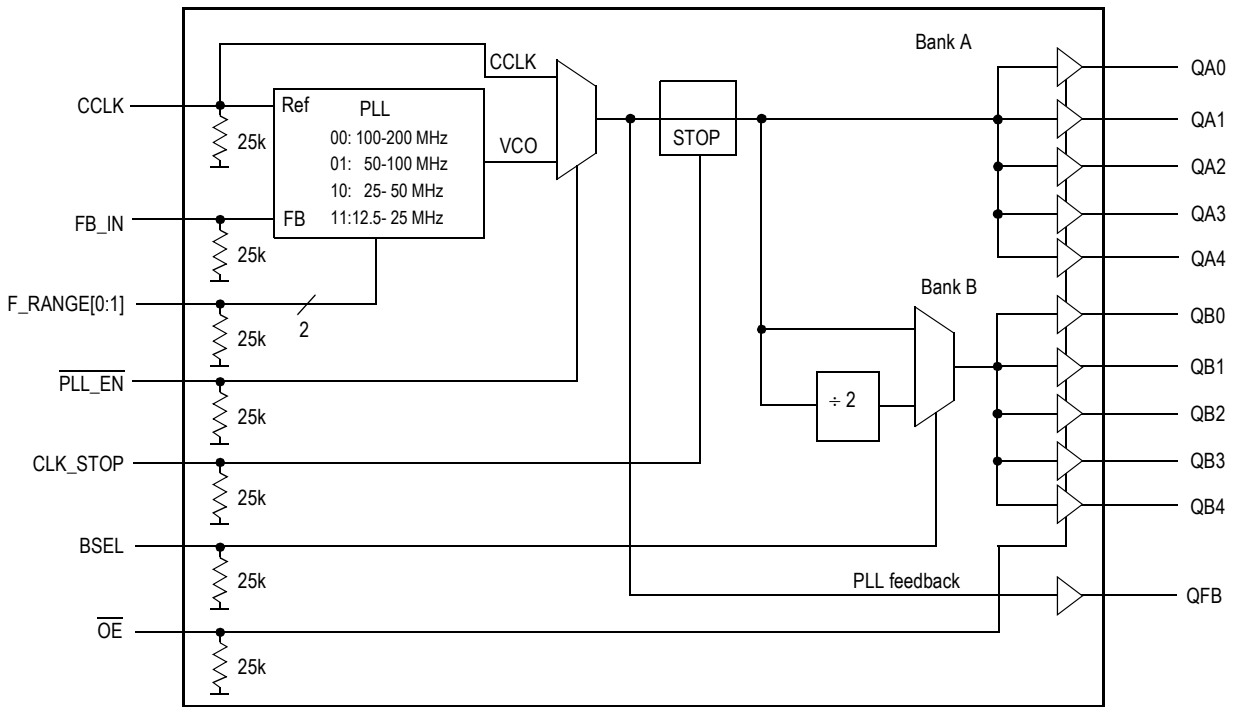 Bank A
QA0
CCLK
CCLK
Ref
PLL
QA1
00: 100-200 MHz
25k
VCO
STOP
01: 50-100 MHz
QA2
10: 25- 50 MHz
FB_IN
FB
11:12.5- 25 MHz
QA3
25k
QA4
Bank B
F_RANGE[0:1]
2
QB0
25k
PLL_EN
QB1
÷ 2
25k
QB2
CLK_STOP
QB3
25k
QB4
BSEL
25k
PLL feedback
QFB
OE
25k